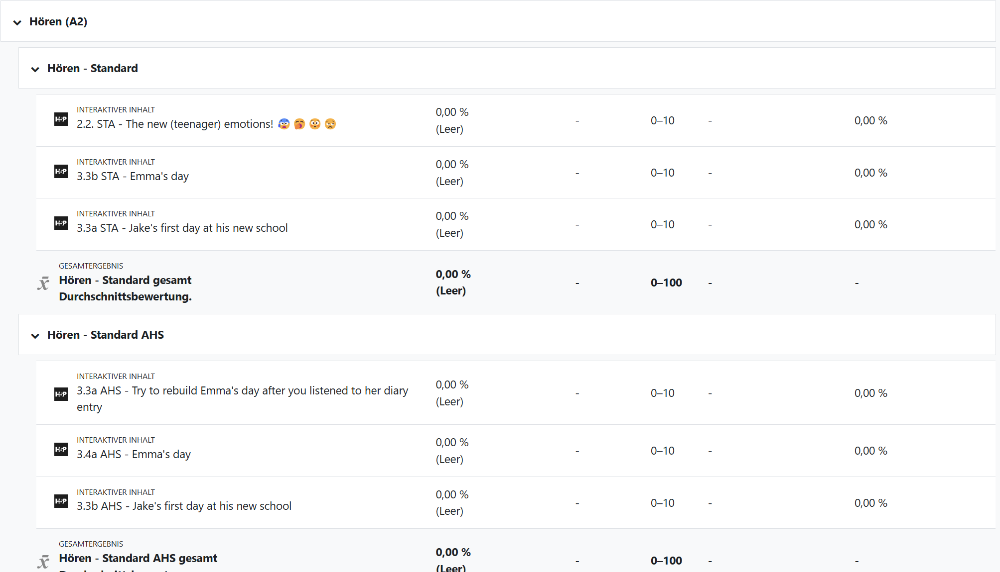 Hören (A2)
Hören - Standard
INTERAKTIVER INHALT
H5P 2.2. STA - The new (teenager) emotions! 😰 🥱 😳 😒 0,00 % (Leer) - 0–10 - 0,00 %
INTERAKTIVER INHALT
H5P 3.3b STA - Emma's day 0,00 % (Leer) - 0–10 - 0,00 %
INTERAKTIVER INHALT
H5P 3.3a STA - Jake's first day at his new school 0,00 % (Leer) - 0–10 - 0,00 %
GESAMTERGEBNIS
Hören - Standard gesamt 0,00 % (Leer) - 0–100 - -
Durchschnittsbewertung.
Hören - Standard AHS
INTERAKTIVER INHALT
H5P 3.3a AHS - Try to rebuild Emma's day after you listened to her diary 0,00 % (Leer) - 0–10 - 0,00 %
entry
INTERAKTIVER INHALT
H5P 3.4a AHS - Emma's day 0,00 % (Leer) - 0–10 - 0,00 %
INTERAKTIVER INHALT
H5P 3.3b AHS - Jake's first day at his new school 0,00 % (Leer) - 0–10 - 0,00 %
GESAMTERGEBNIS
Hören - Standard AHS gesamt 0,00 % (Leer) - 0–100 - -